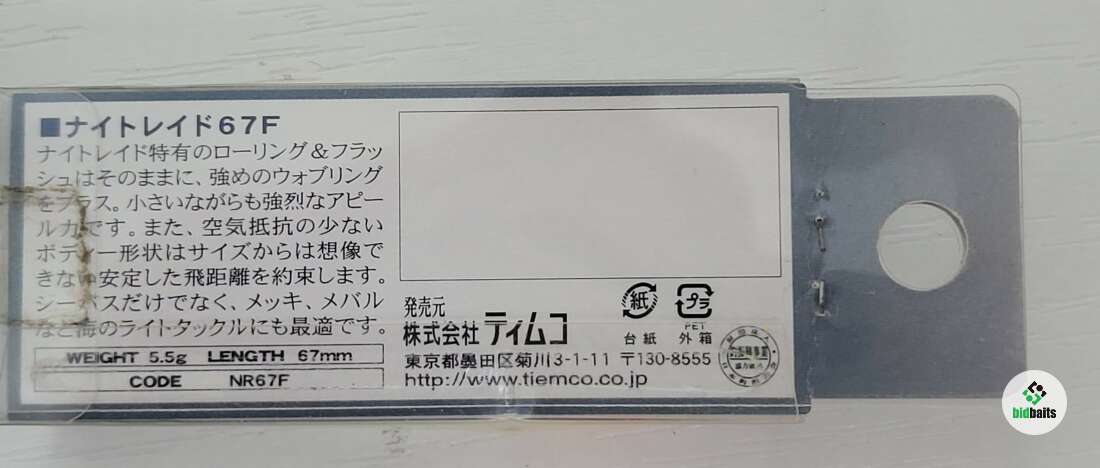 ■ナイトレイド67F
ナイトレイド特有のローリング&フラッ
シュはそのままに、強めのウォブリング
をプラス。小さいながらも強烈なアピー
ル力です。また、空気抵抗の少ない
ボディー形状はサイズからは想像で
きない安定した飛距離を約束します。
シーバスだけでなく、メッキ、メバル
など海のライトタックルにも最適です。
WEIGHT 5.5g LENGTH 67mm
CODE NR67F
発売元
株式会社 ティムコ
東京都墨田区菊川3-1-11 〒130-8555
http://www.tiemco.co.jp
紙
台紙
プラ
PET
外箱
bidbaits